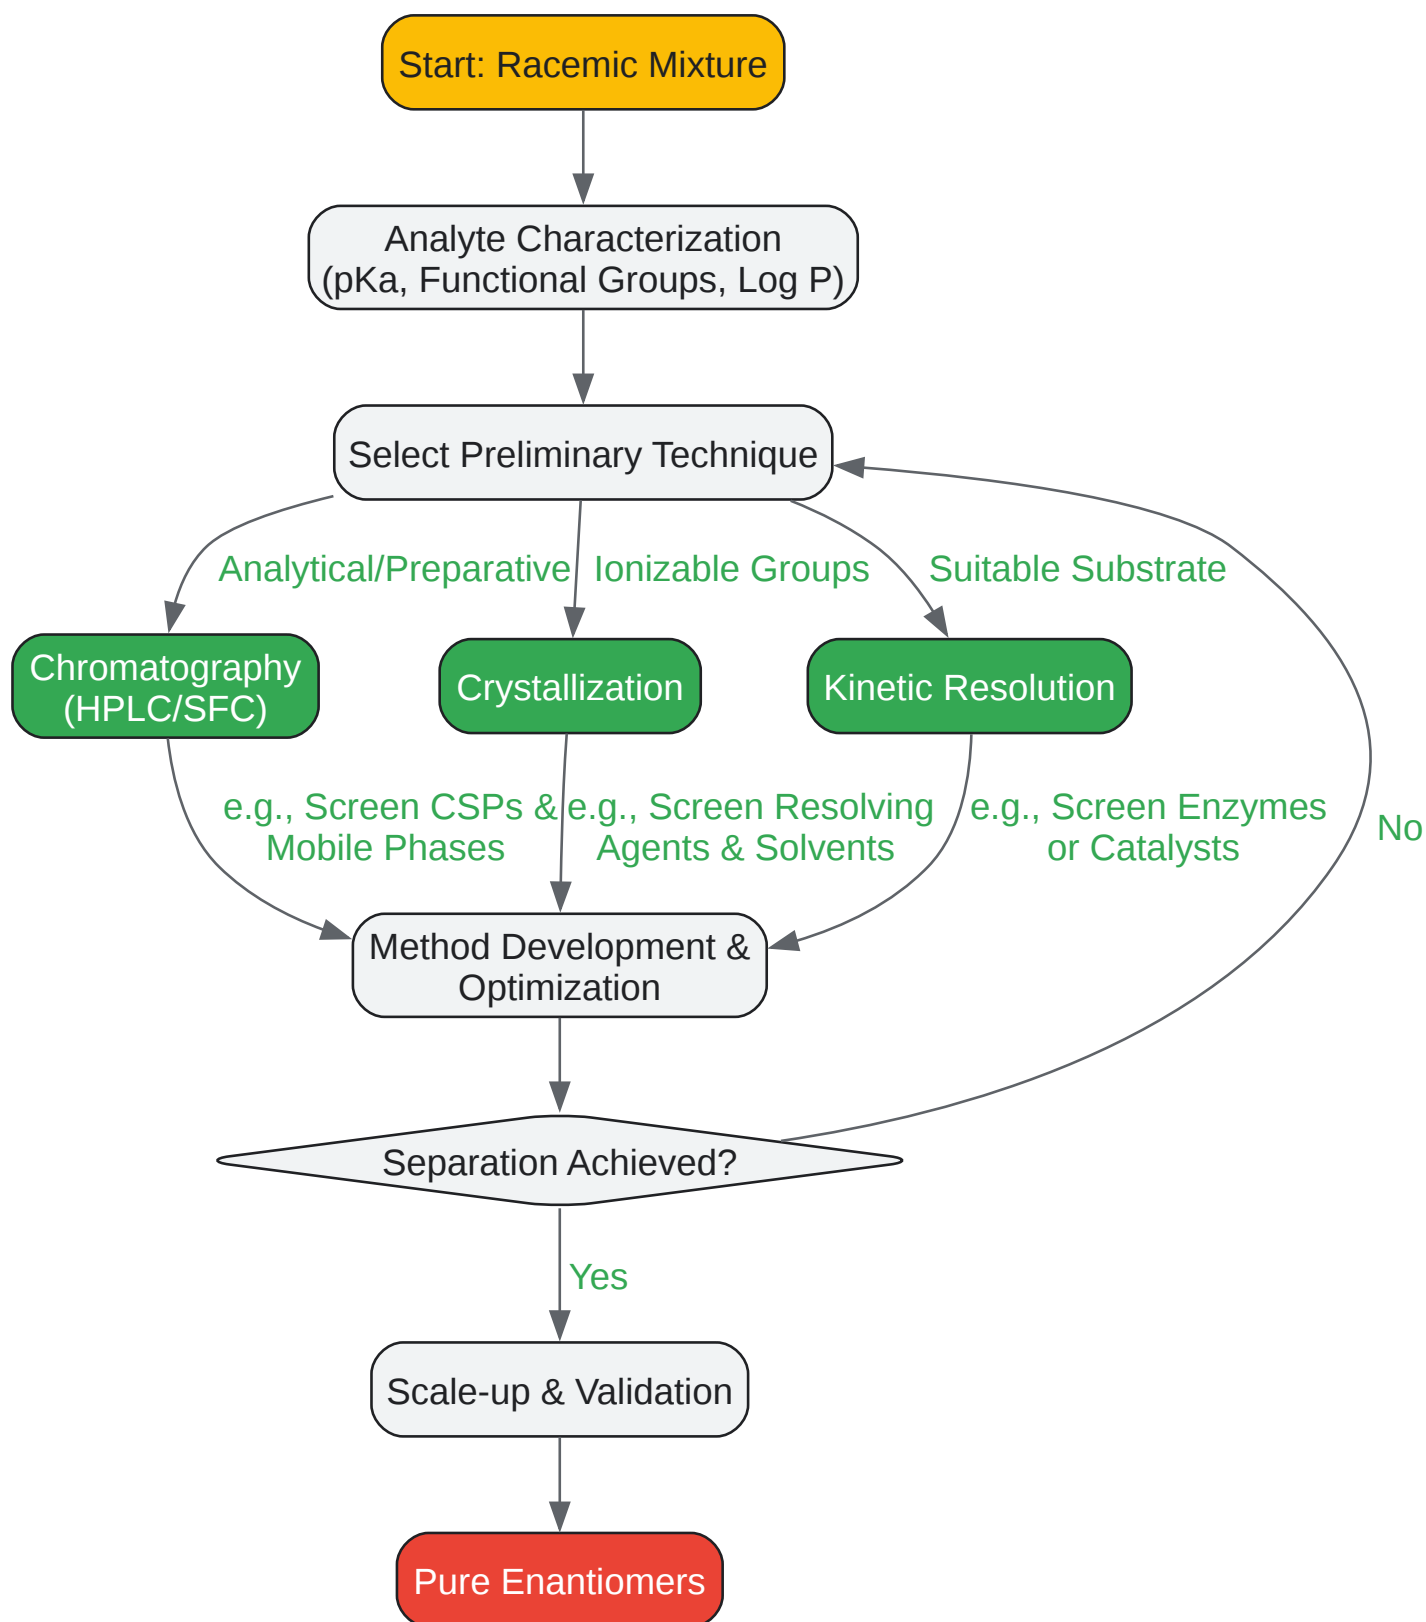 Start: Racemic Mixture
Analyte Characterization
(pKa, Functional Groups, Log P)
Select Preliminary Technique
Analytical/Preparative
Ionizable Groups
Suitable Substrate
Chromatography
(HPLC/SFC)
Crystallization
Kinetic Resolution
e.g., Screen CSPs &
Mobile Phases
e.g., Screen Resolving
Agents & Solvents
e.g., Screen Enzymes
or Catalysts
No
Method Development &
Optimization
Separation Achieved?
Yes
Scale-up & Validation
Pure Enantiomers